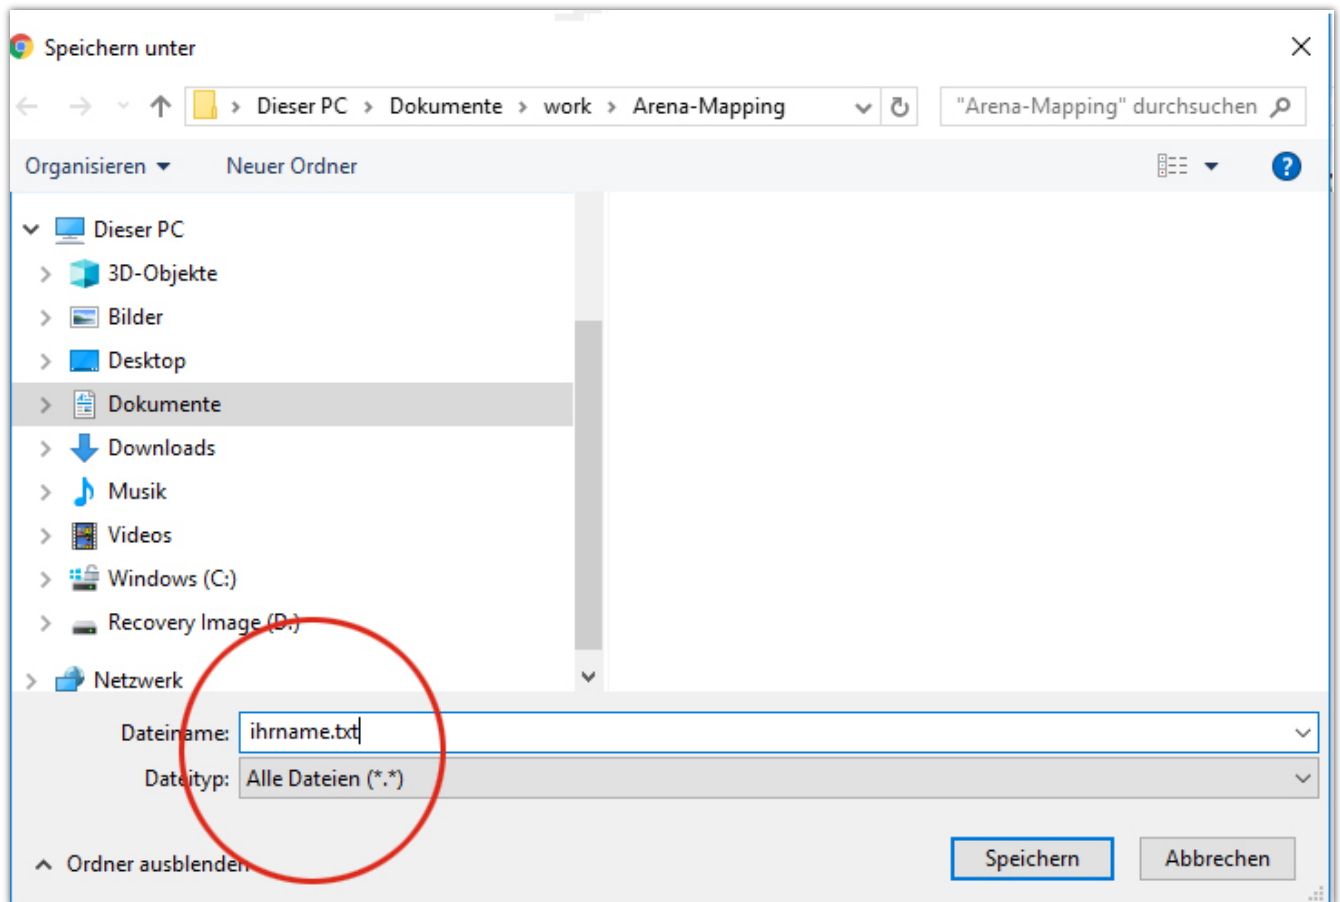 Speichern unter
Dieser PC > Dokumente > work > Arena-Mapping
"Arena-Mapping" durchsuchen
Organisieren Neuer Ordner
?
Dieser PC
3D-Objekte
Bilder
Desktop
Dokumente
Downloads
Musik
Videos
Windows (C:)
Recovery Image (D:)
Netzwerk
Dateiname: ihrname.txt
Dateityp: Alle Dateien (*.*)
Ordner ausblenden
Speichern Abbrechen